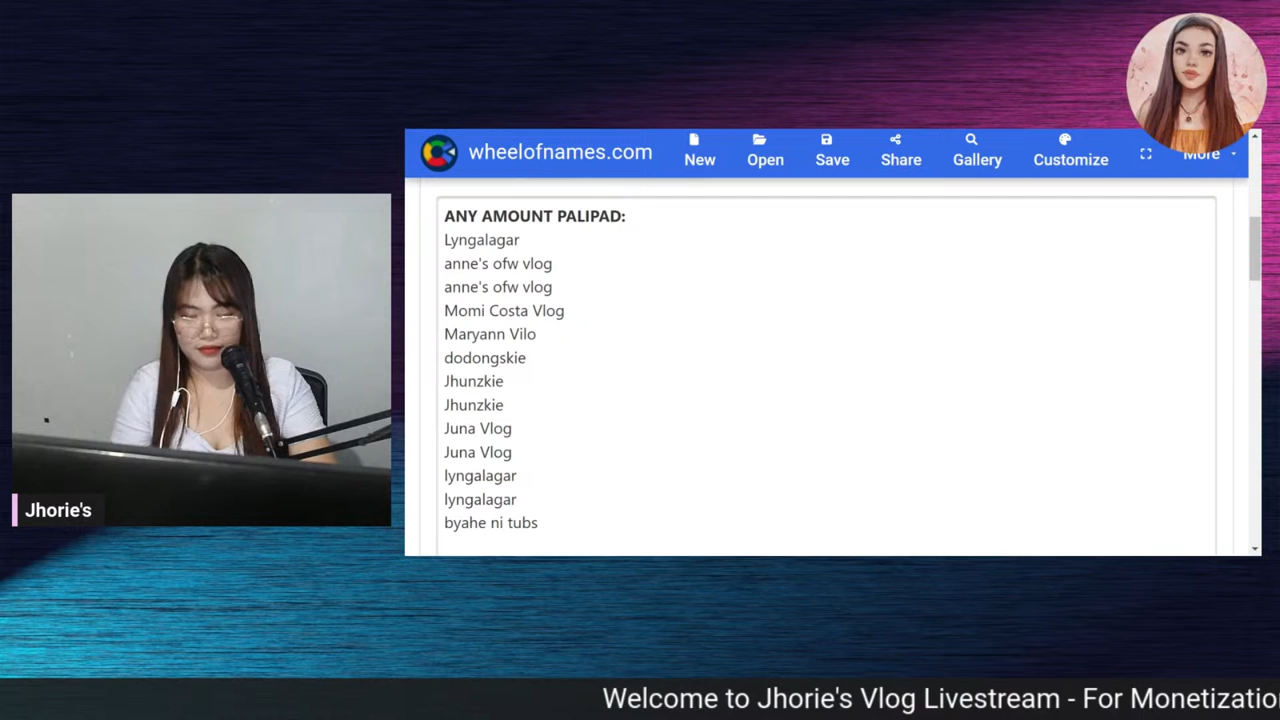 wheelofnames.com
New
Open
Save
Share
Gallery
Customize
More
ANY AMOUNT PALIPAD:
Lyngalagar
anne's ofw vlog
anne's ofw vlog
Momi Costa Vlog
Maryann Vilo
dodongskie
Jhunzkie
Jhunzkie
Juna Vlog
Juna Vlog
lyngalagar
lyngalagar
byahe ni tubs
Jhorie's
Welcome to Jhorie's Vlog Livestream - For Monetizatio